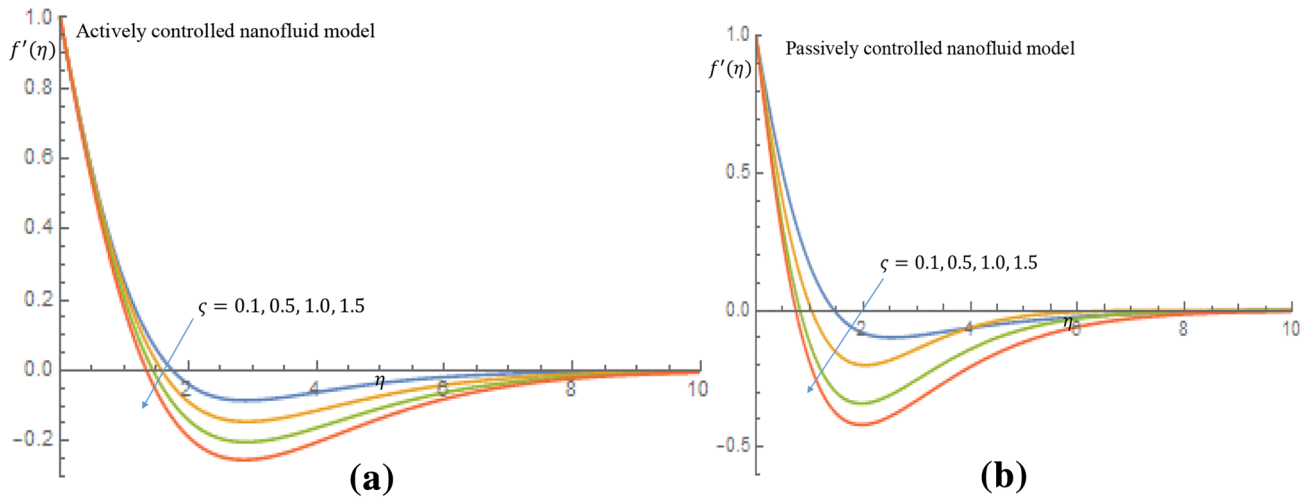 1.0
Actively controlled nanofluid model
f′(η)
0.8
0.6
0.4
0.2
ς = 0.1, 0.5, 1.0, 1.5
0.0
2 4 η 6 8 10
−0.2
(a)
1.0
Passively controlled nanofluid model
f′(η)
0.5
ς = 0.1, 0.5, 1.0, 1.5
0.0
2 4 η 6 8 10
−0.5
(b)